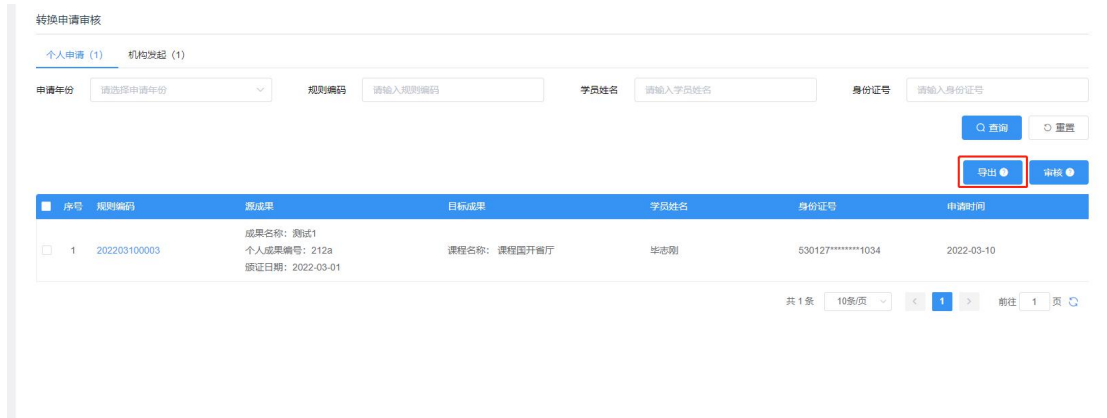 转换申请审核
个人申请（1） 机构发起（1）
申请年份 请选择申请年份 规则编码 请输入规则编码 学员姓名 请输入学员姓名 身份证号 请输入身份证号
查询 重置
导出 审核
序号 规则编码 源成果 目标成果 学员姓名 身份证号 申请时间
成果名称：测试1
1 202203100003 个人成果编号：212a 课程名称： 课程国开省厅 毕志刚 530127********1034 2022-03-10
颁证日期：2022-03-01
共 1 条 10条/页 < 1 > 前往 1 页